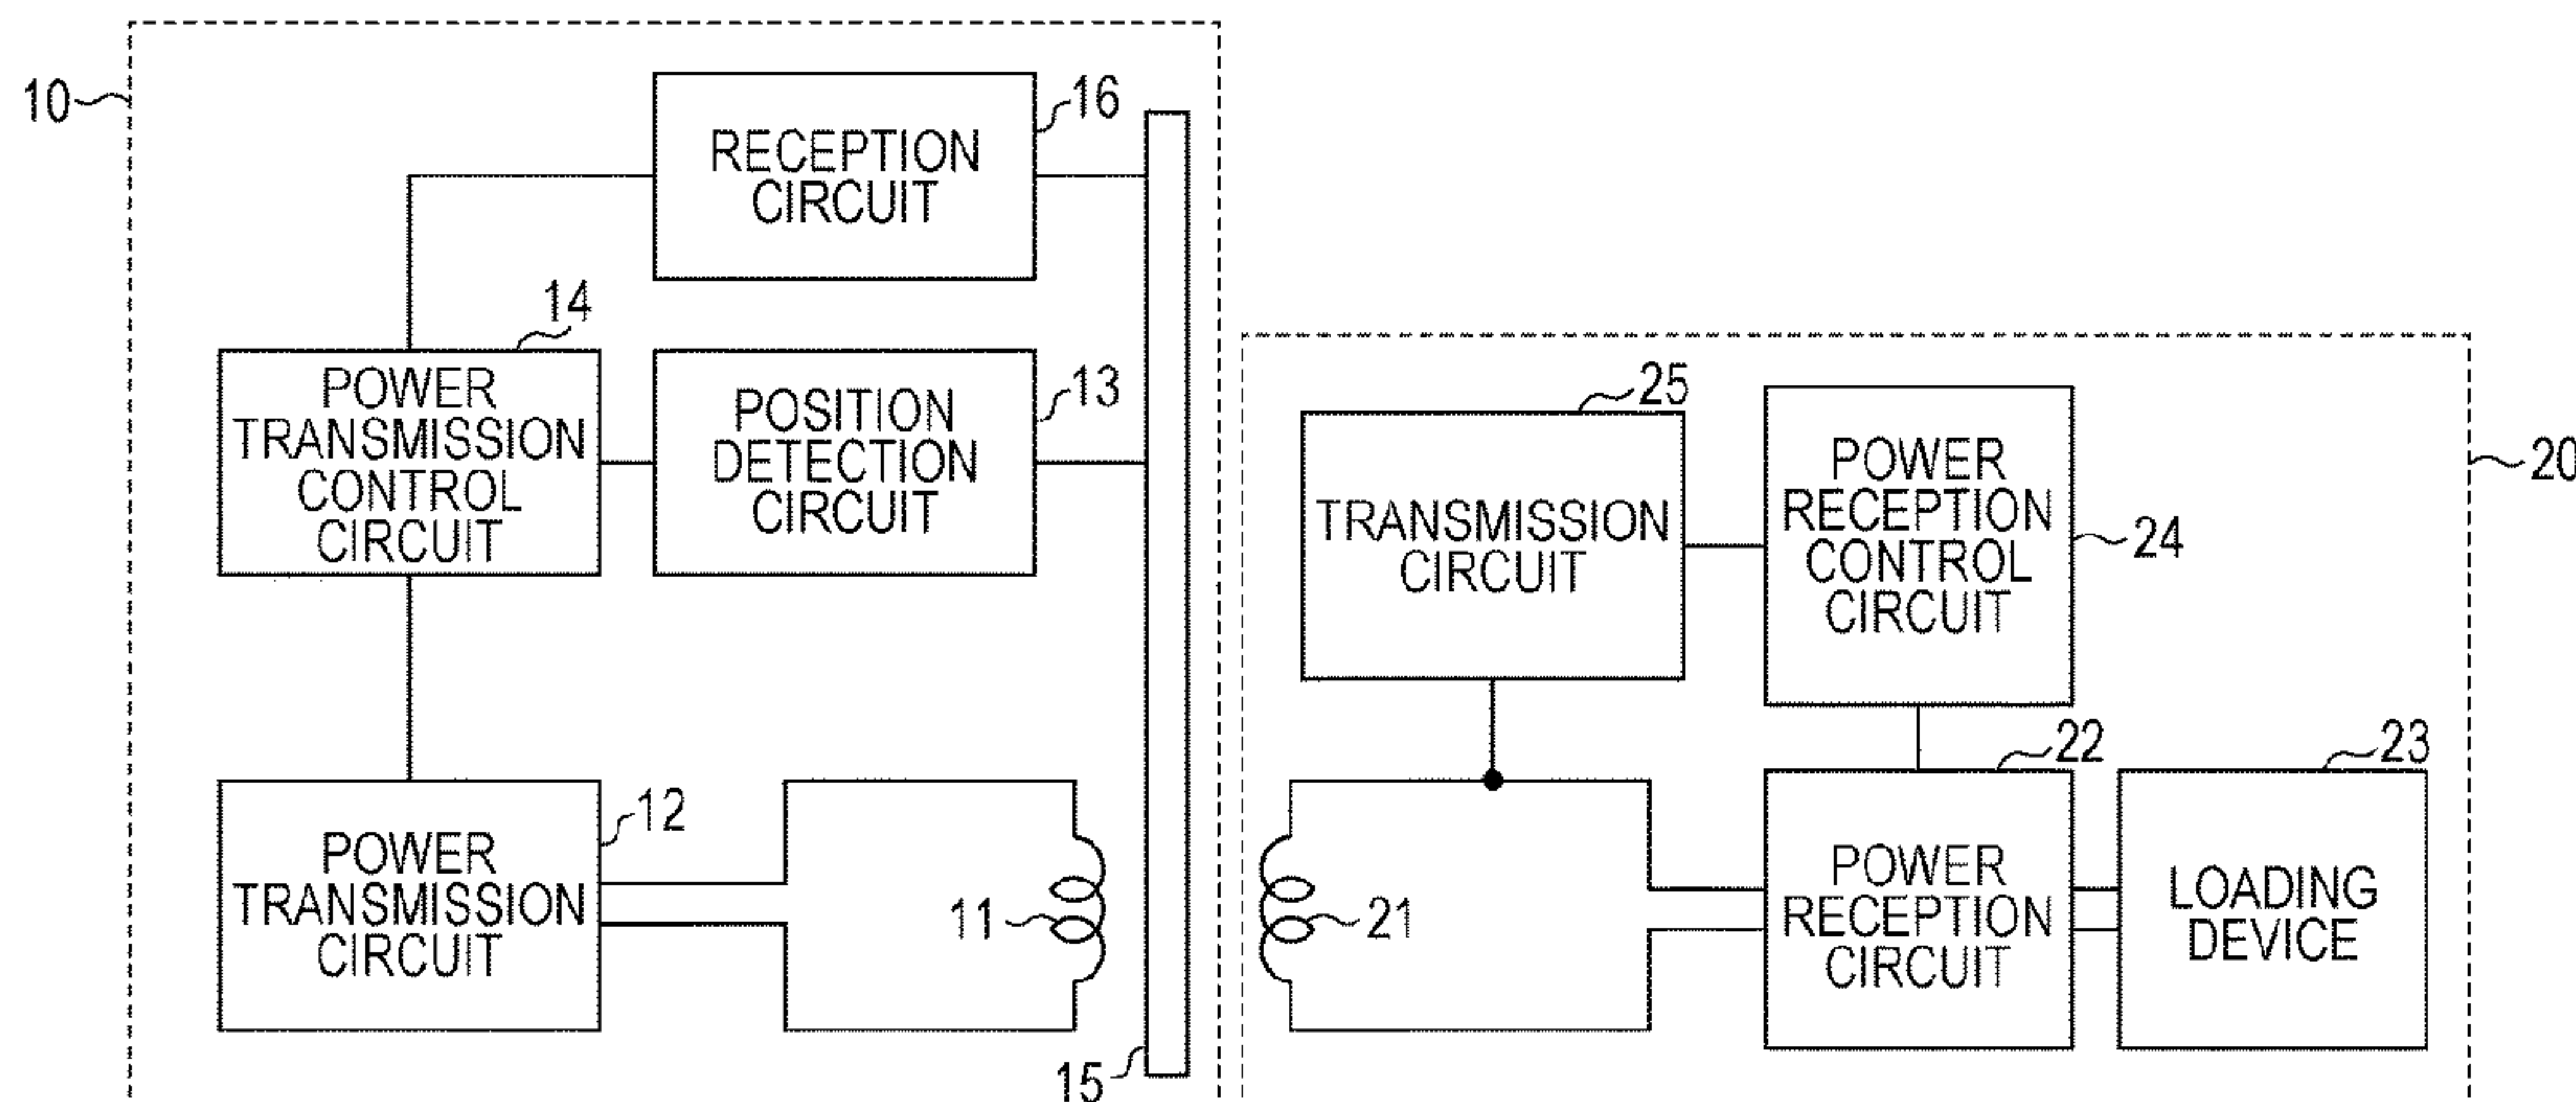 10
16
RECEPTION
CIRCUIT
14
POWER
TRANSMISSION
CONTROL
CIRCUIT
13
POSITION
DETECTION
CIRCUIT
12
POWER
TRANSMISSION
CIRCUIT
11
15
25
TRANSMISSION
CIRCUIT
POWER
RECEPTION
CONTROL
CIRCUIT
24
20
21
22
POWER
RECEPTION
CIRCUIT
23
LOADING
DEVICE